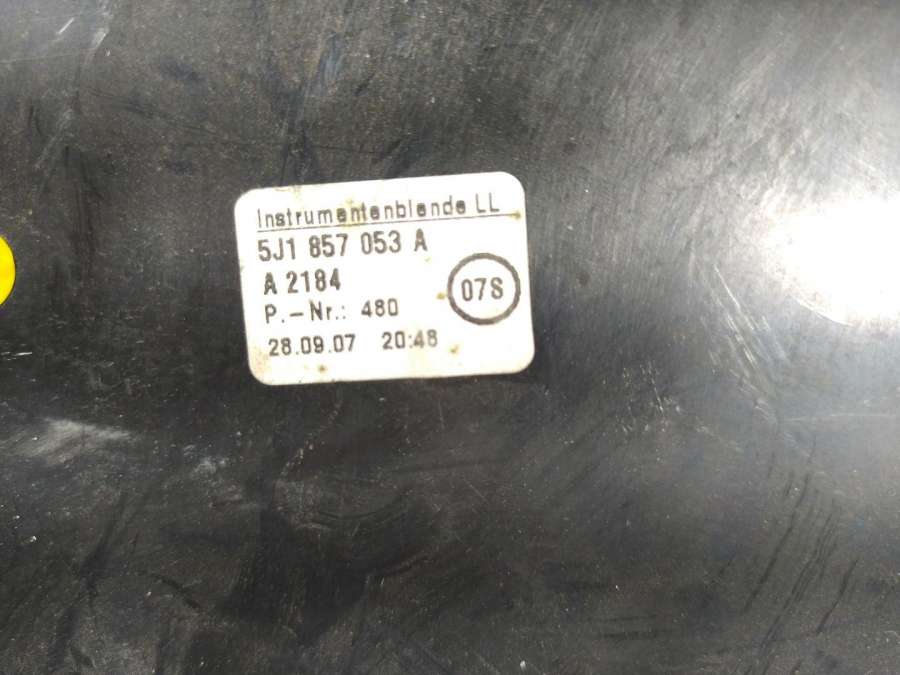 Instrumentenblende LL
5J1 857 053 A
A 2184
07S
P.-Nr.: 480
28.09.07 20:48